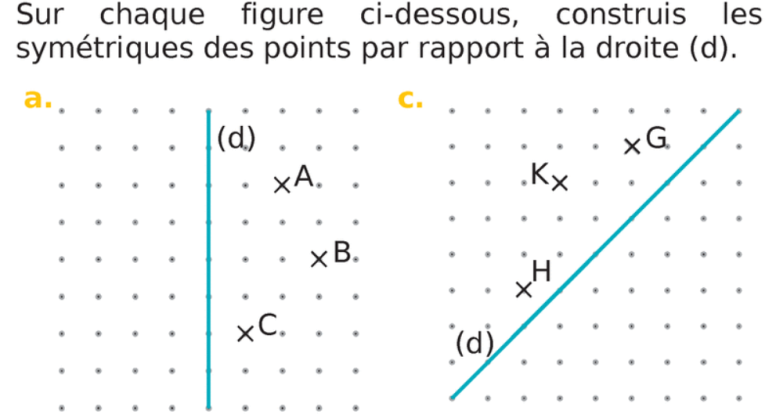 Sur chaque figure ci-dessous, construis les
symétriques des points par rapport à la droite (d).
a.
(d)
A
B
C
c.
G
K
H
(d)